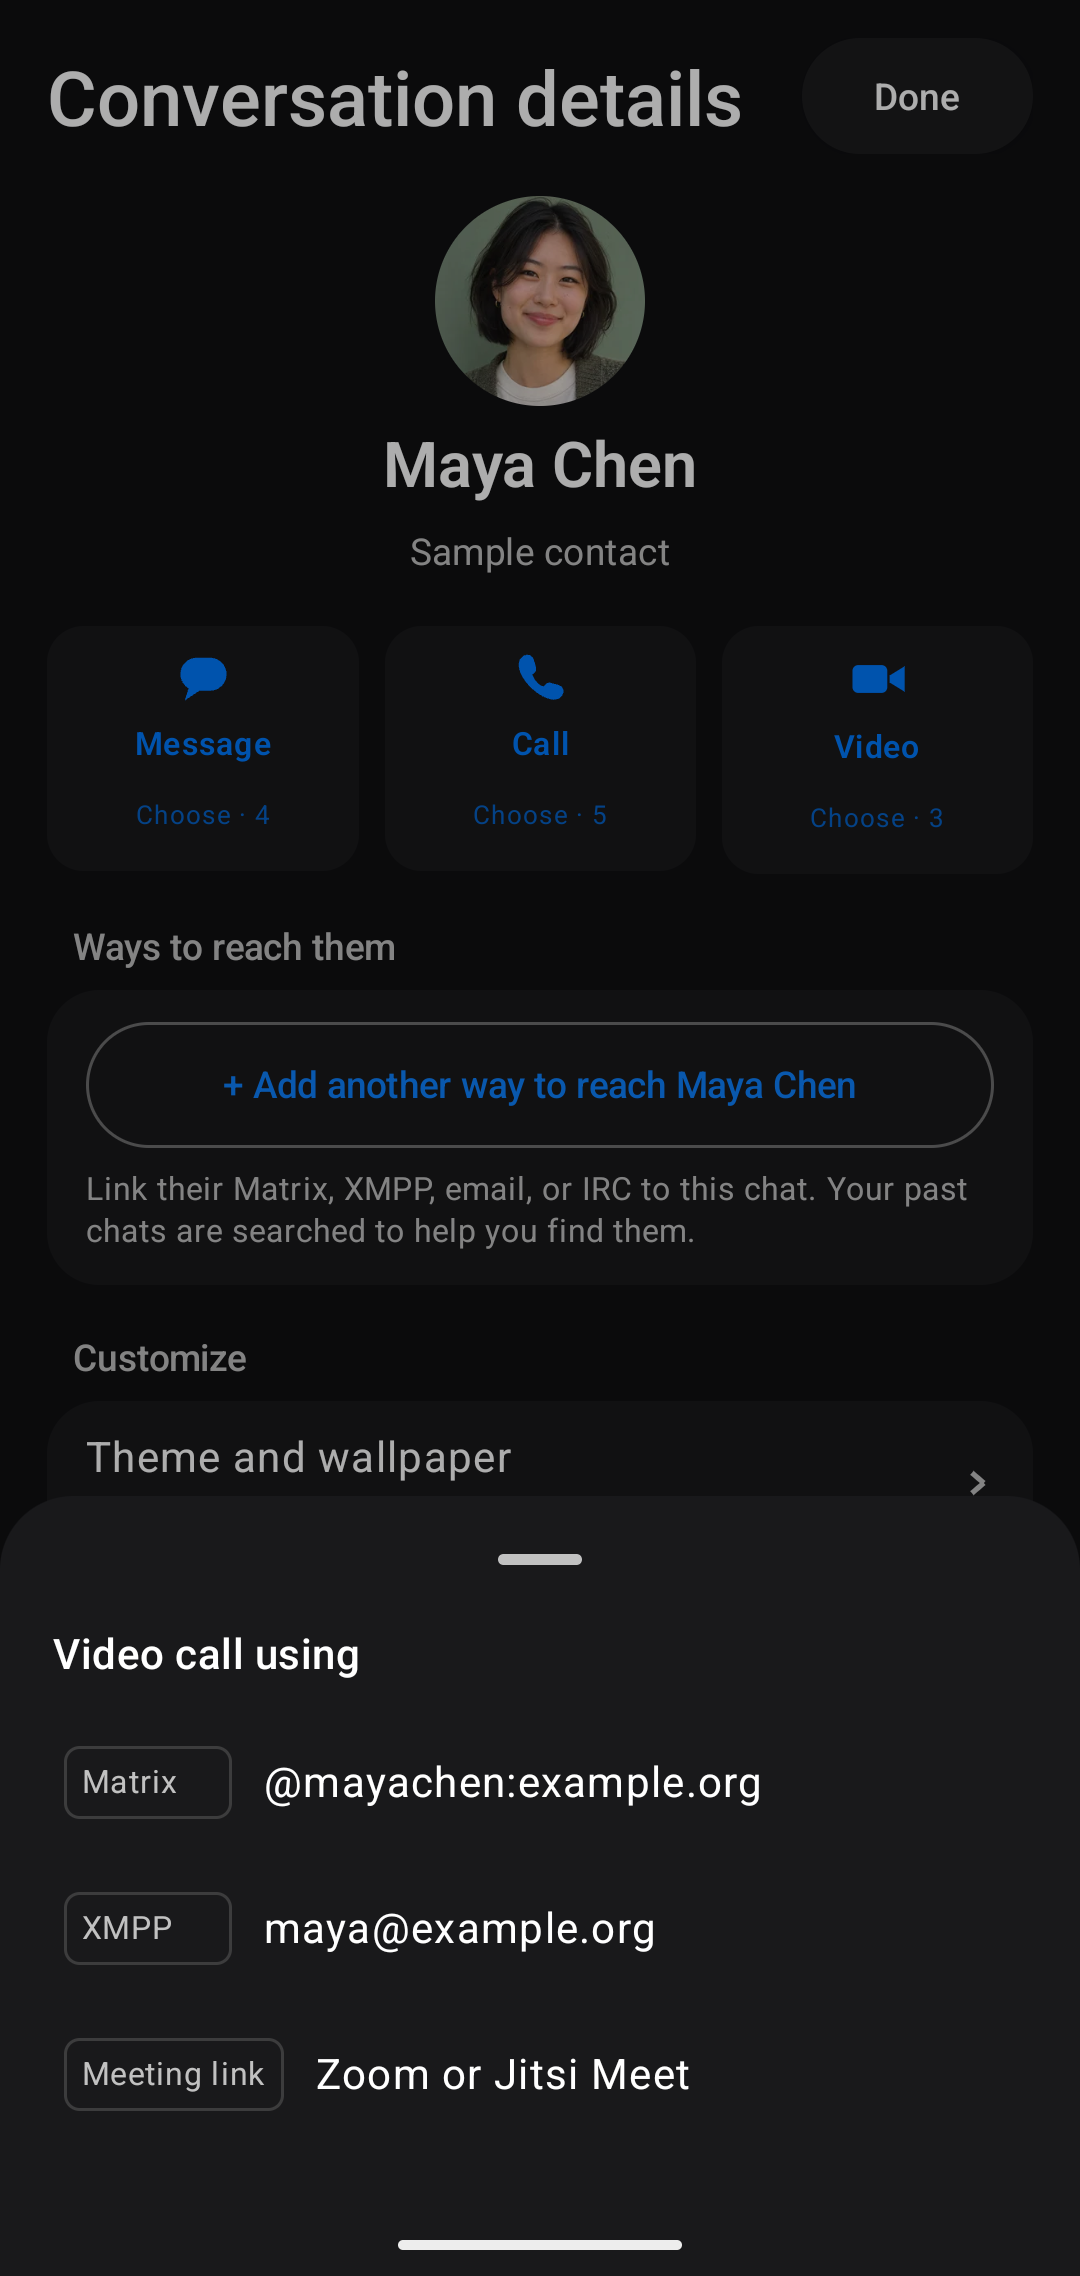 Conversation details
Done
Maya Chen
Sample contact
Message
Call
Video
Choose · 4
Choose · 5
Choose · 3
Ways to reach them
+ Add another way to reach Maya Chen
Link their Matrix, XMPP, email, or IRC to this chat. Your past
chats are searched to help you find them.
Customize
Theme and wallpaper
Video call using
Matrix
@mayachen:example.org
XMPP
maya@example.org
Meeting link
Zoom or Jitsi Meet